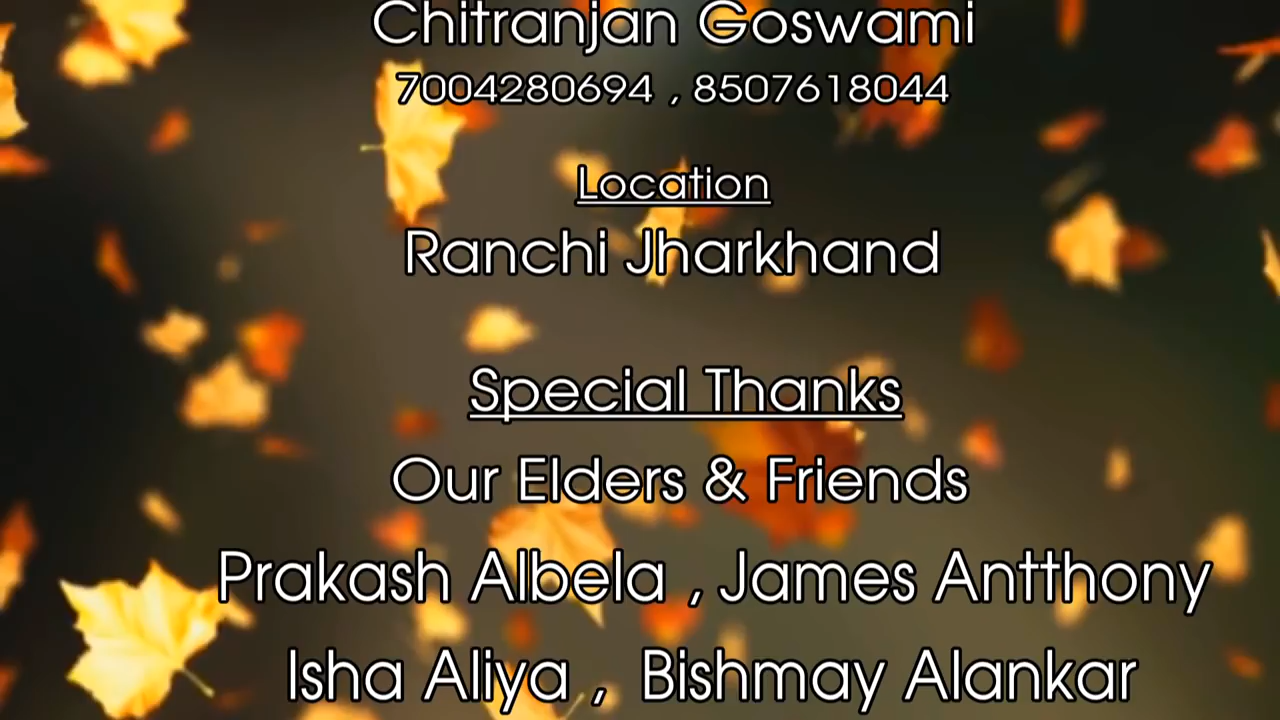 Chitranjan Goswami
7004280694 , 8507618044
Location
Ranchi Jharkhand
Special Thanks
Our Elders & Friends
Prakash Albela , James Antthony
Isha Aliya , Bishmay Alankar